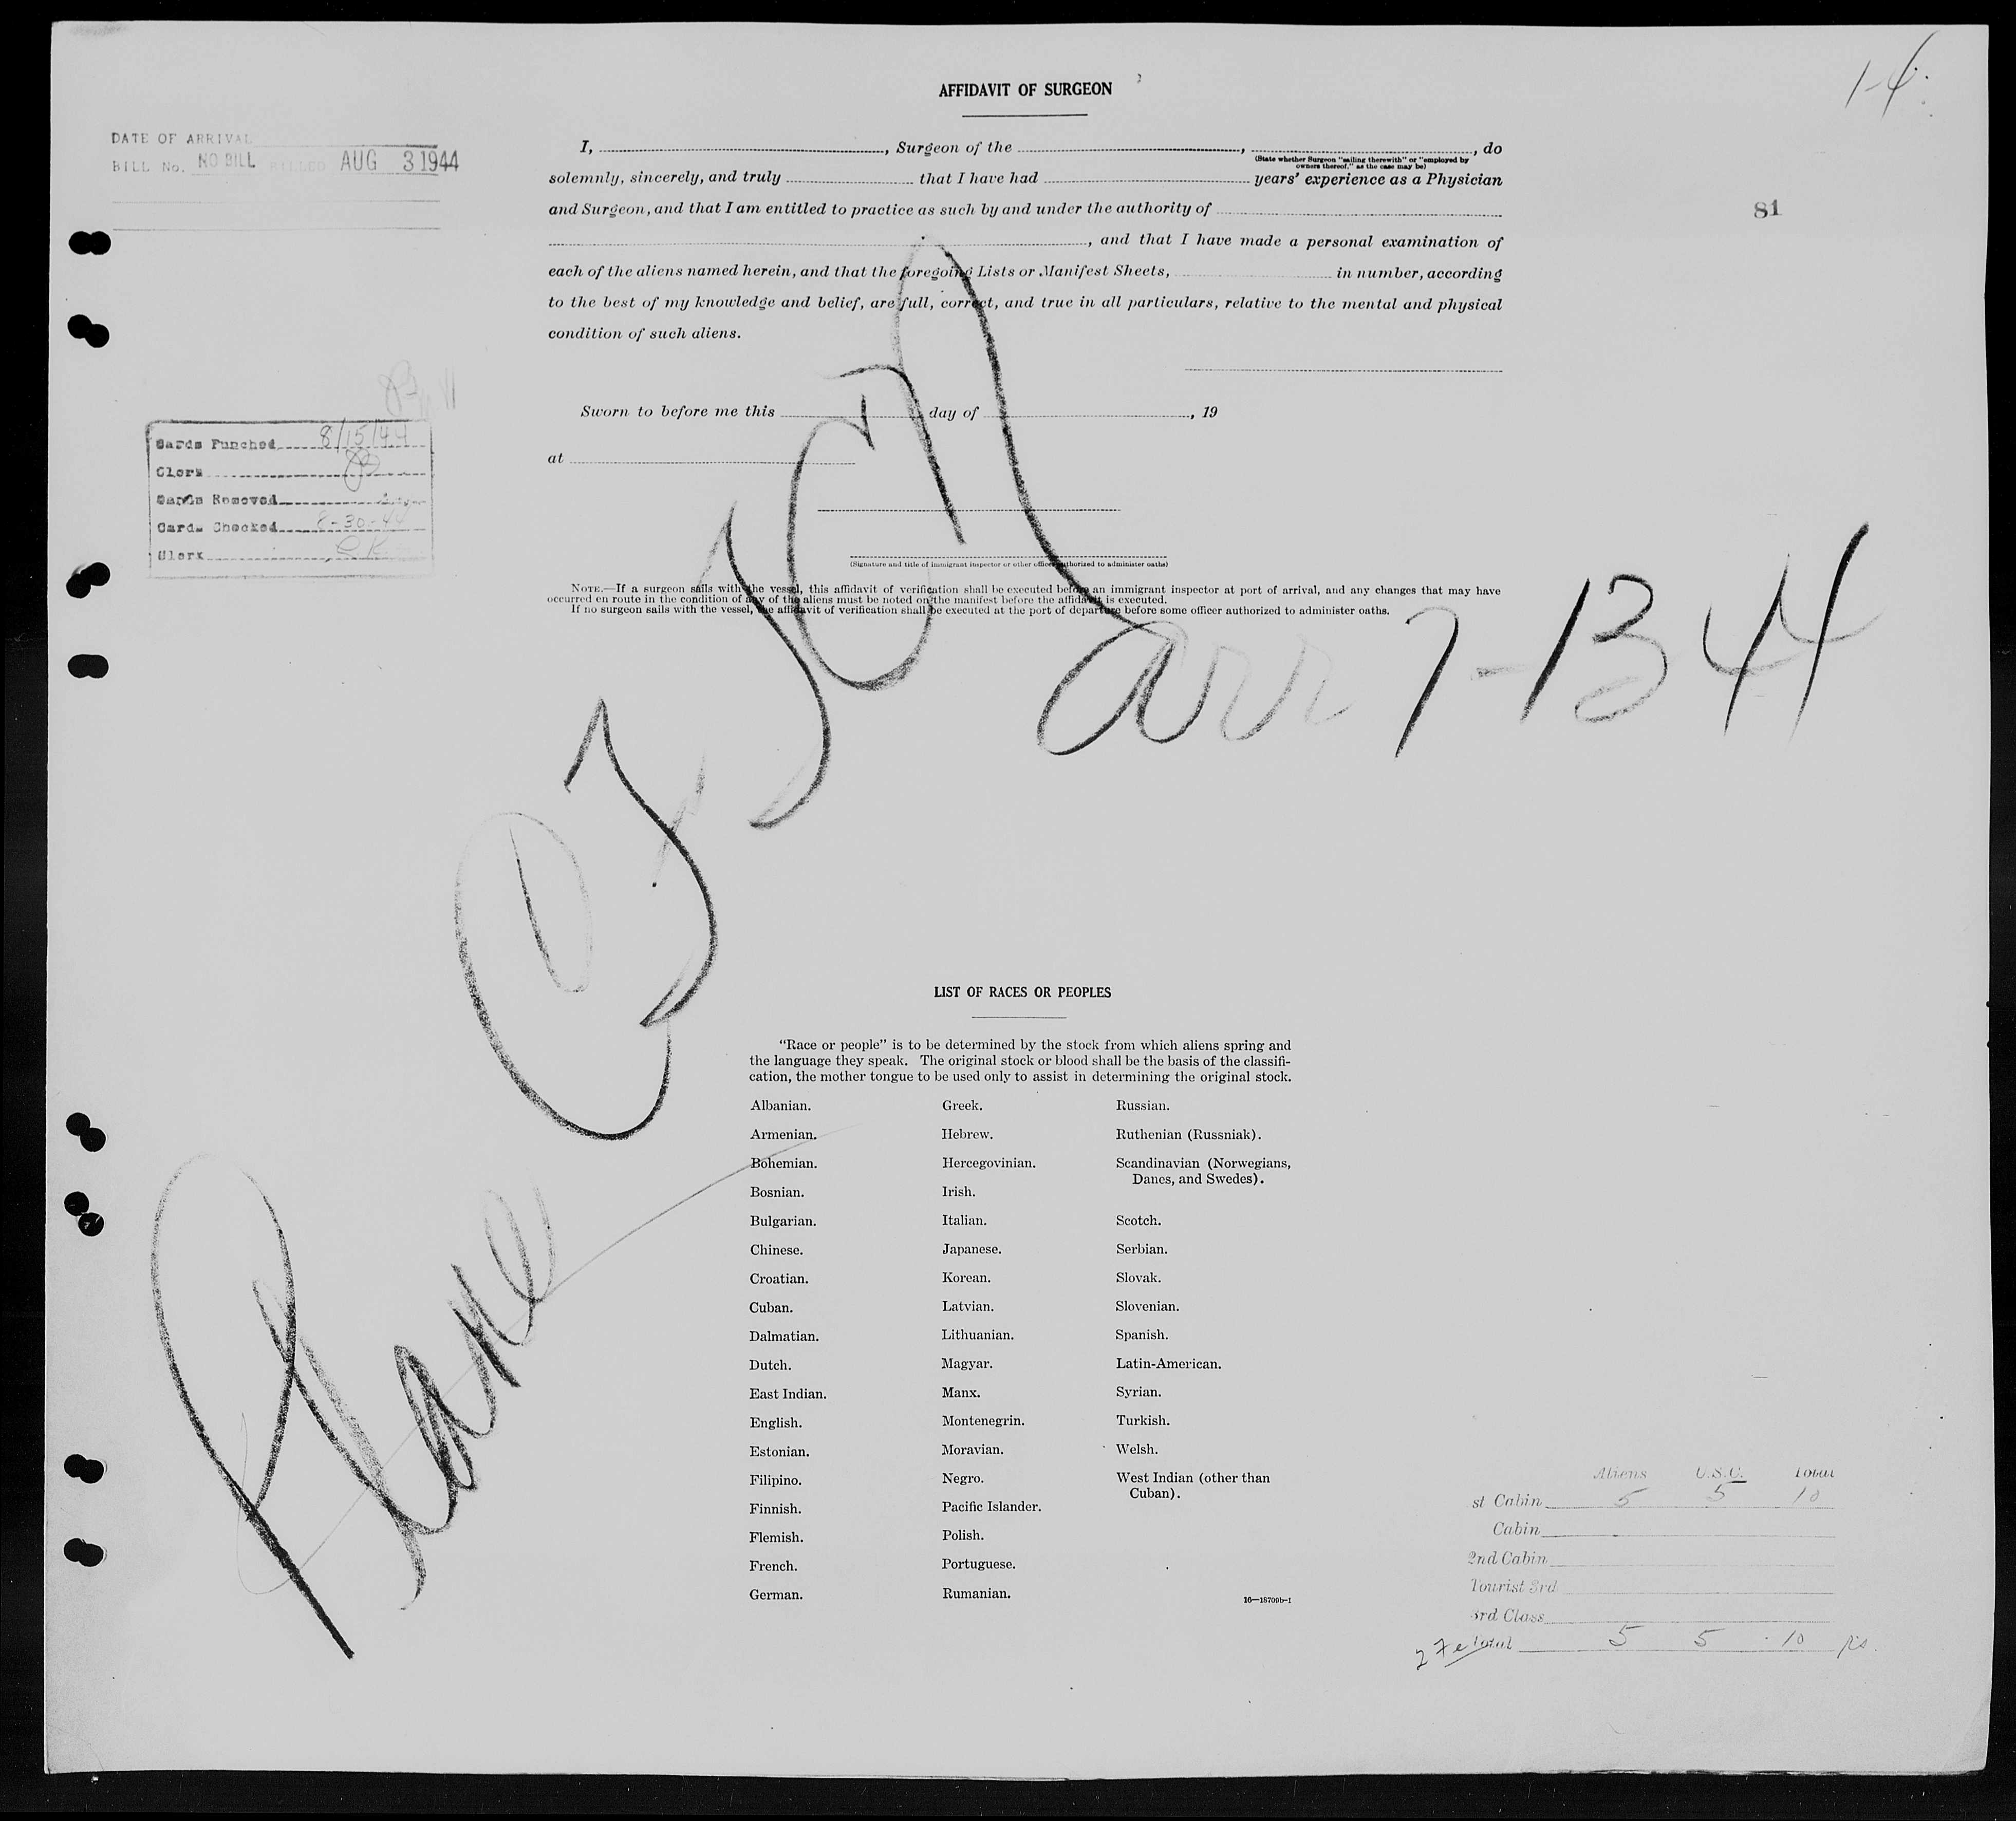 AFFIDAVIT OF SURGEON
1-4
DATE OF ARRIVAL
BILL No. NO BILL BILLED AUG 3 1944
I, , Surgeon of the , , do
(State whether Surgeon "sailing therewith" or "employed by
owners thereof," as the case may be)
solemnly, sincerely, and truly that I have had years' experience as a Physician
and Surgeon, and that I am entitled to practice as such by and under the authority of
81
, and that I have made a personal examination of
each of the aliens named herein, and that the foregoing Lists or Manifest Sheets, in number, according
to the best of my knowledge and belief, are full, correct, and true in all particulars, relative to the mental and physical
condition of such aliens.
Sworn to before me this day of , 19
at
Cards Punched 8/15/44
Clerk
Cards Removed
Cards Checked 8-30-44
Clerk
(Signature and title of immigrant inspector or other officer authorized to administer oaths)
NOTE.—If a surgeon sails with the vessel, this affidavit of verification shall be executed before an immigrant inspector at port of arrival, and any changes that may have
occurred en route in the condition of any of the aliens must be noted on the manifest before the affidavit is executed.
If no surgeon sails with the vessel, the affidavit of verification shall be executed at the port of departure before some officer authorized to administer oaths.
Plane
arr 7-13 44
LIST OF RACES OR PEOPLES
"Race or people" is to be determined by the stock from which aliens spring and
the language they speak. The original stock or blood shall be the basis of the classifi-
cation, the mother tongue to be used only to assist in determining the original stock.
Albanian.
Armenian.
Bohemian.
Bosnian.
Bulgarian.
Chinese.
Croatian.
Cuban.
Dalmatian.
Dutch.
East Indian.
English.
Estonian.
Filipino.
Finnish.
Flemish.
French.
German.
Greek.
Hebrew.
Hercegovinian.
Irish.
Italian.
Japanese.
Korean.
Latvian.
Lithuanian.
Magyar.
Manx.
Montenegrin.
Moravian.
Negro.
Pacific Islander.
Polish.
Portuguese.
Rumanian.
Russian.
Ruthenian (Russniak).
Scandinavian (Norwegians,
Danes, and Swedes).
Scotch.
Serbian.
Slovak.
Slovenian.
Spanish.
Latin-American.
Syrian.
Turkish.
Welsh.
West Indian (other than
Cuban).
16—18709b-1
Aliens U.S.C. Total
st Cabin 5 5 10
Cabin
2nd Cabin
Tourist 3rd
3rd Class
Total 5 5 10